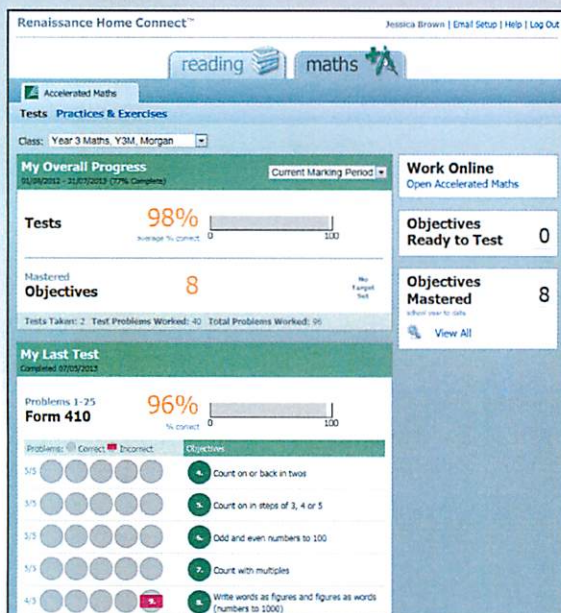 Renaissance Home Connect™
Jessica Brown | Email Setup | Help | Log Out
reading
maths
Accelerated Maths
Tests Practices & Exercises
Class: Year 3 Maths, Y3M, Morgan
My Overall Progress
Current Marking Period
01/09/2012 - 21/07/2013 (77% Complete)
Tests
98%
average % correct
0
100
Mastered
Objectives
8
No
Target
Set
Tests Taken: 2 Test Problems Worked: 40 Total Problems Worked: 96
My Last Test
Completed 07/05/2013
Problems 1-25
Form 410
96%
% correct
0
100
Problems: Correct Incorrect
Objectives
5/5
4. Count on or back in twos
5/5
5. Count on in steps of 3, 4 or 5
5/5
6. Odd and even numbers to 100
5/5
7. Count with multiples
4/5
9.
8. Write words as figures and figures as words
(numbers to 1000)
Work Online
Open Accelerated Maths
Objectives
Ready to Test
0
Objectives
Mastered
8
school year to date
View All